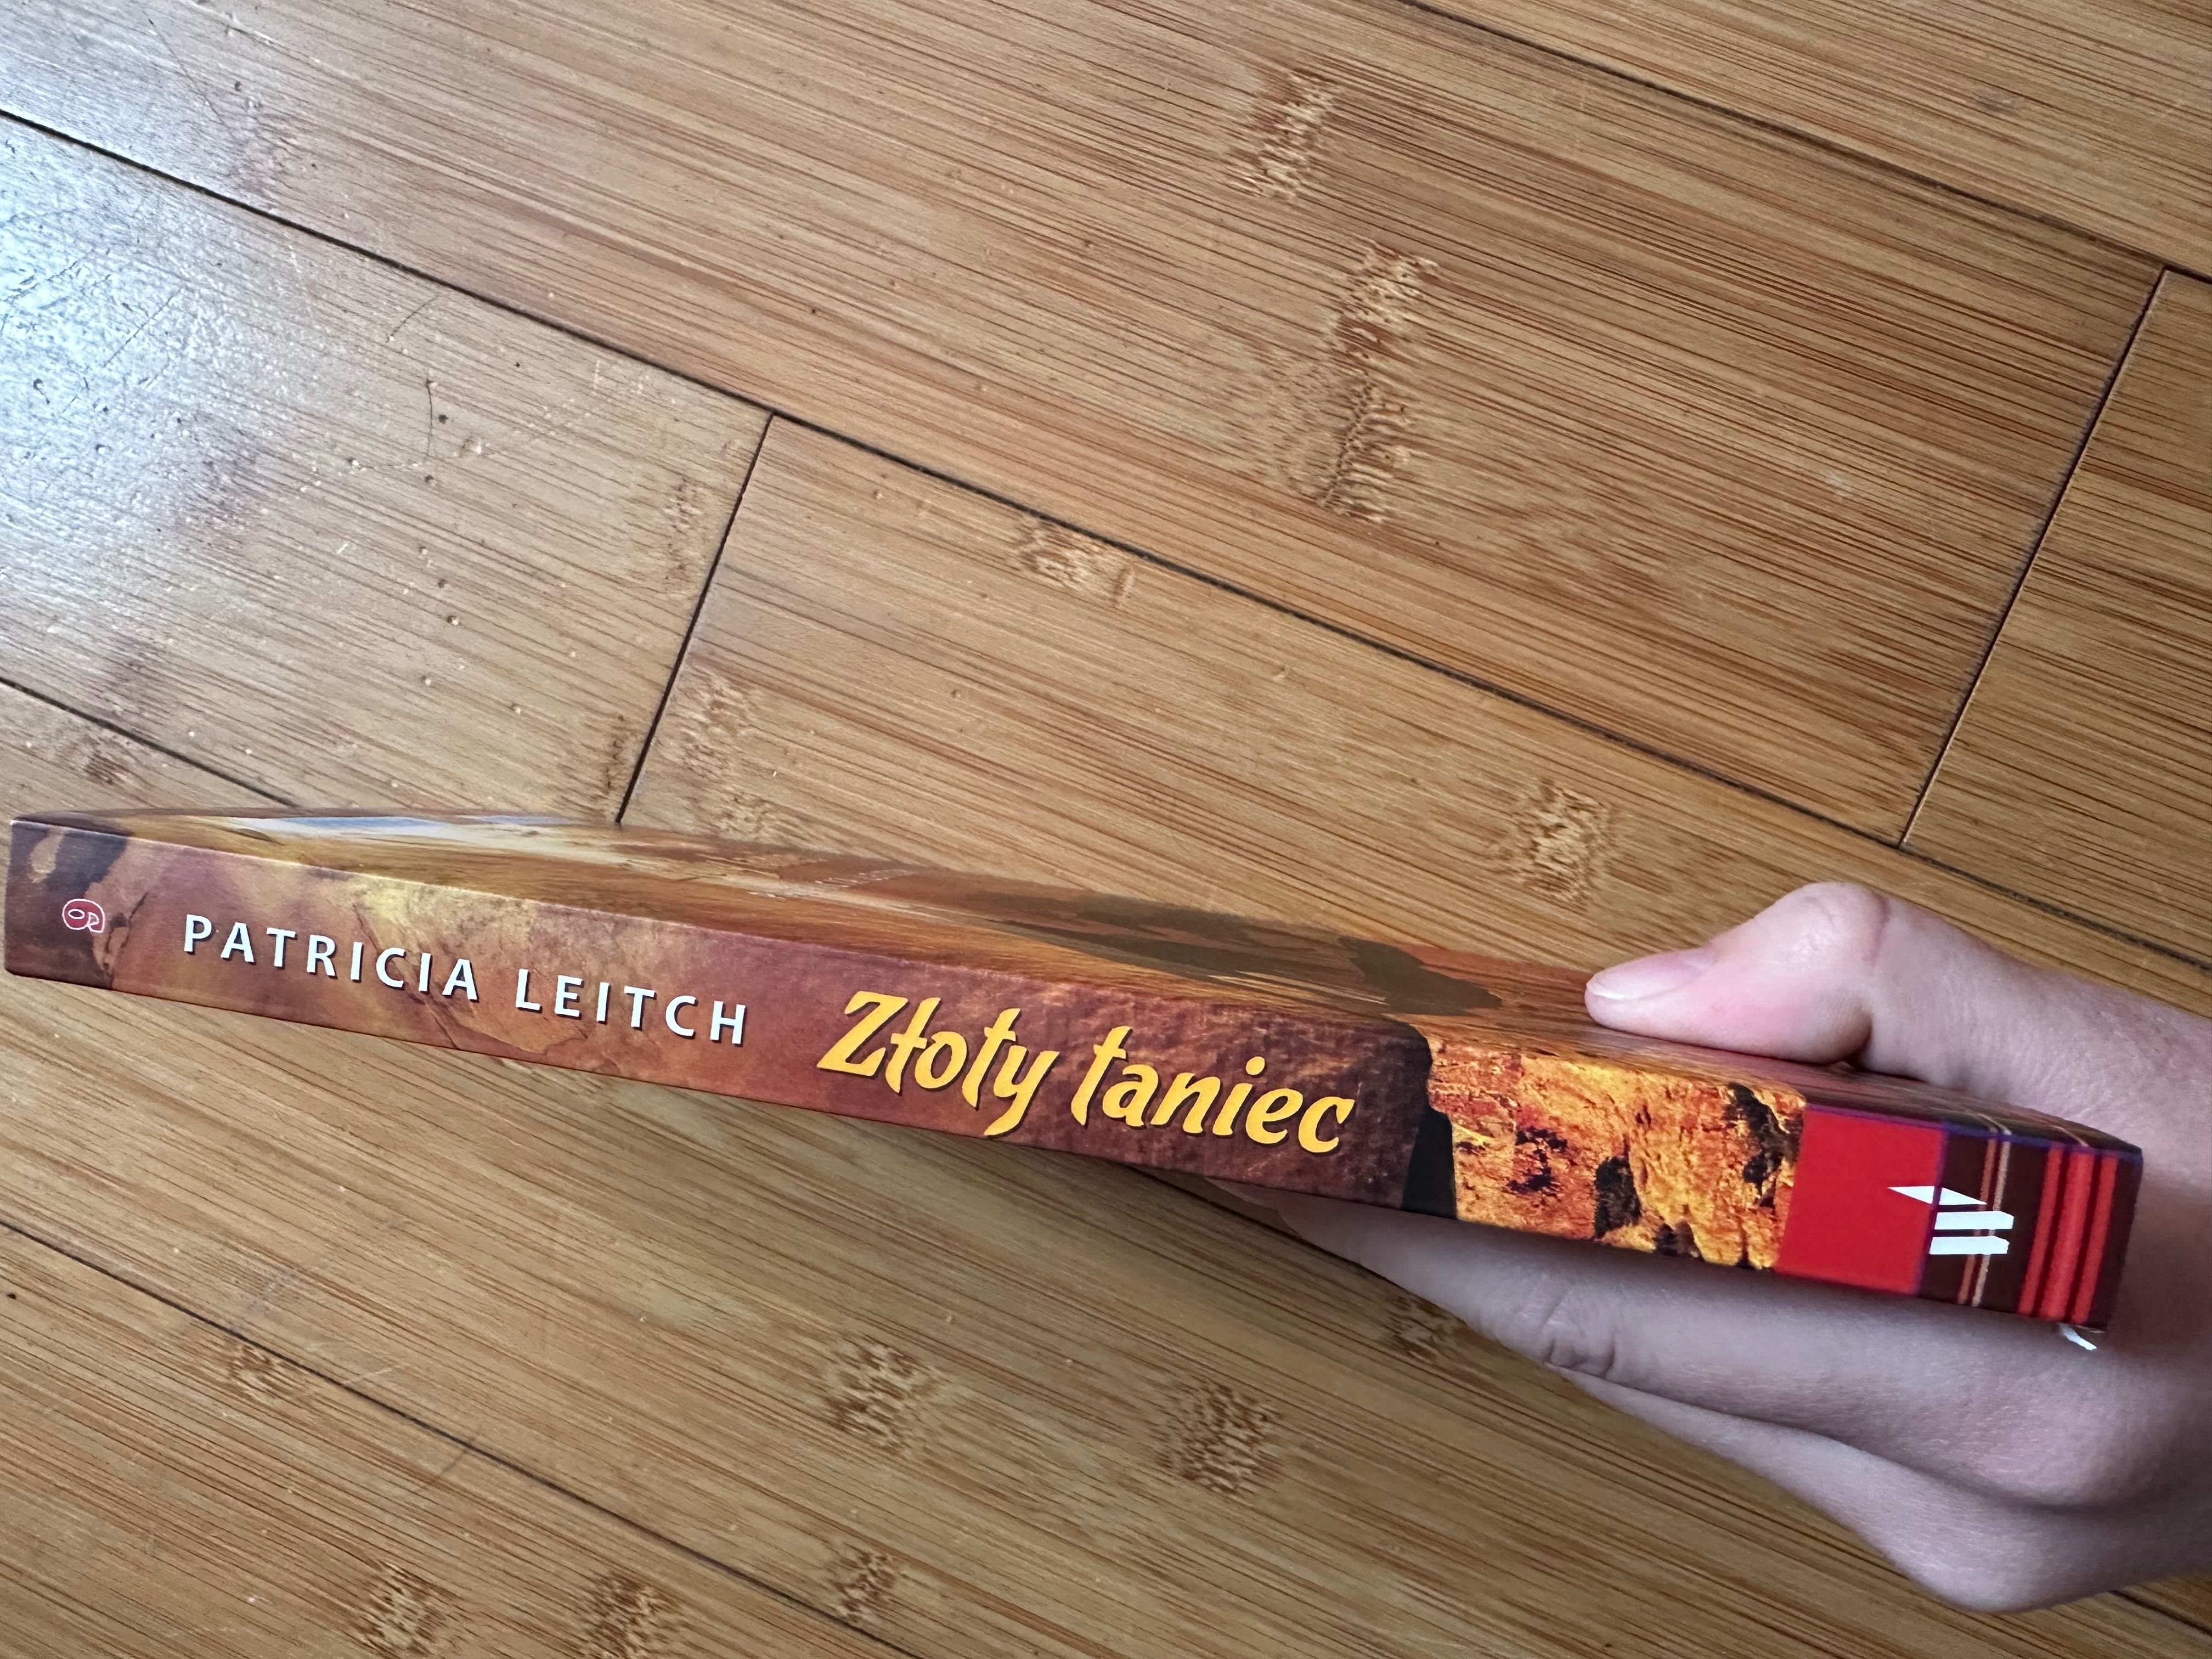 6
PATRICIA LEITCH
Złoty taniec